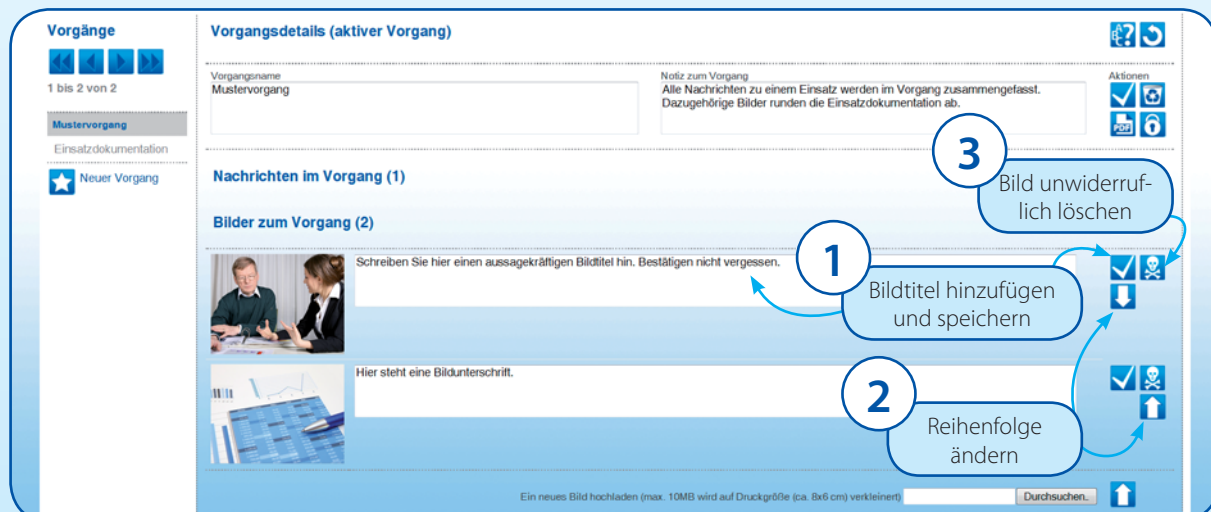 Vorgänge
1 bis 2 von 2
Mustervorgang
Einsatzdokumentation
Neuer Vorgang
Vorgangsdetails (aktiver Vorgang)
Vorgangsname
Mustervorgang
Notiz zum Vorgang
Alle Nachrichten zu einem Einsatz werden im Vorgang zusammengefasst.
Dazugehörige Bilder runden die Einsatzdokumentation ab.
Aktionen
PDF
Nachrichten im Vorgang (1)
3
Bild unwiderruf-
lich löschen
Bilder zum Vorgang (2)
Schreiben Sie hier einen aussagekräftigen Bildtitel hin. Bestätigen nicht vergessen.
1
Bildtitel hinzufügen
und speichern
Hier steht eine Bildunterschrift.
2
Reihenfolge
ändern
Ein neues Bild hochladen (max. 10MB wird auf Druckgröße (ca. 8x6 cm) verkleinert)
Durchsuchen..